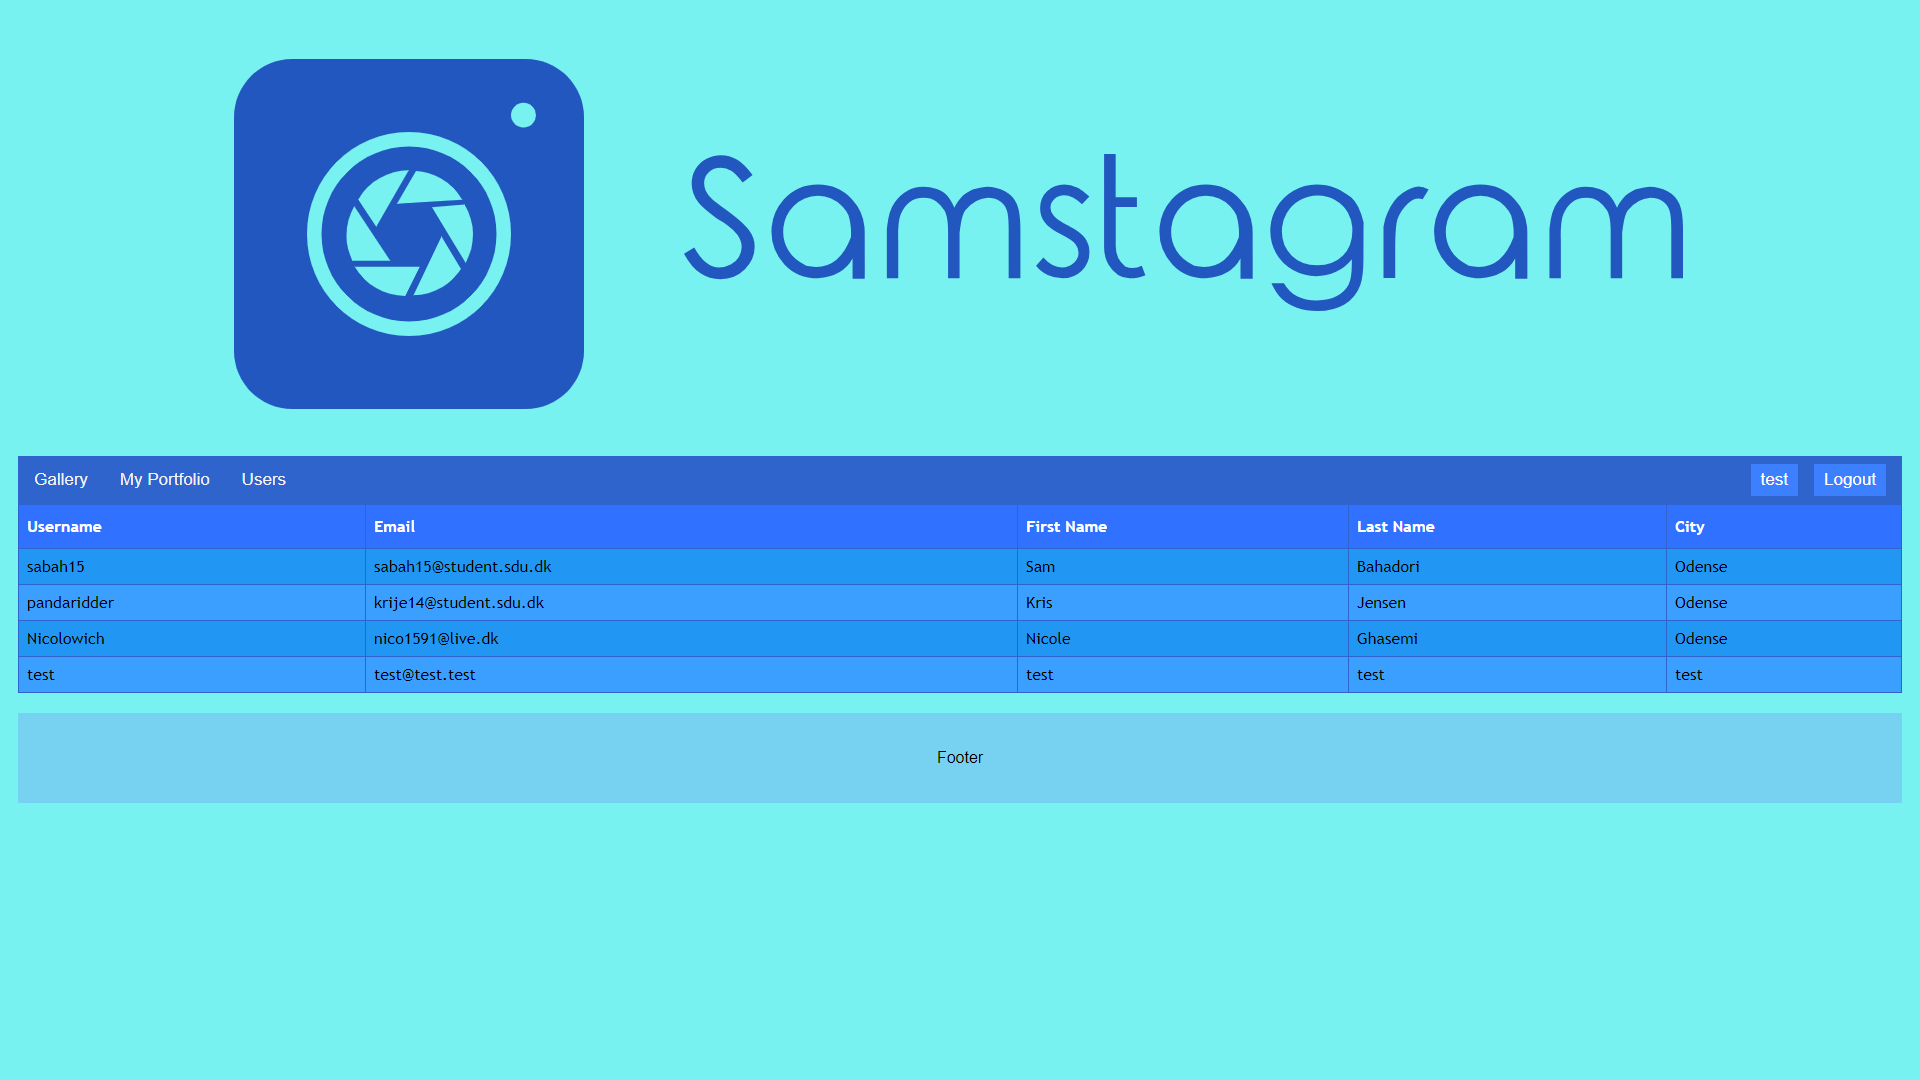 Samstagram
Gallery My Portfolio Users test Logout
Username Email First Name Last Name City
sabah15 sabah15@student.sdu.dk Sam Bahadori Odense
pandaridder krije14@student.sdu.dk Kris Jensen Odense
Nicolowich nico1591@live.dk Nicole Ghasemi Odense
test test@test.test test test test
Footer